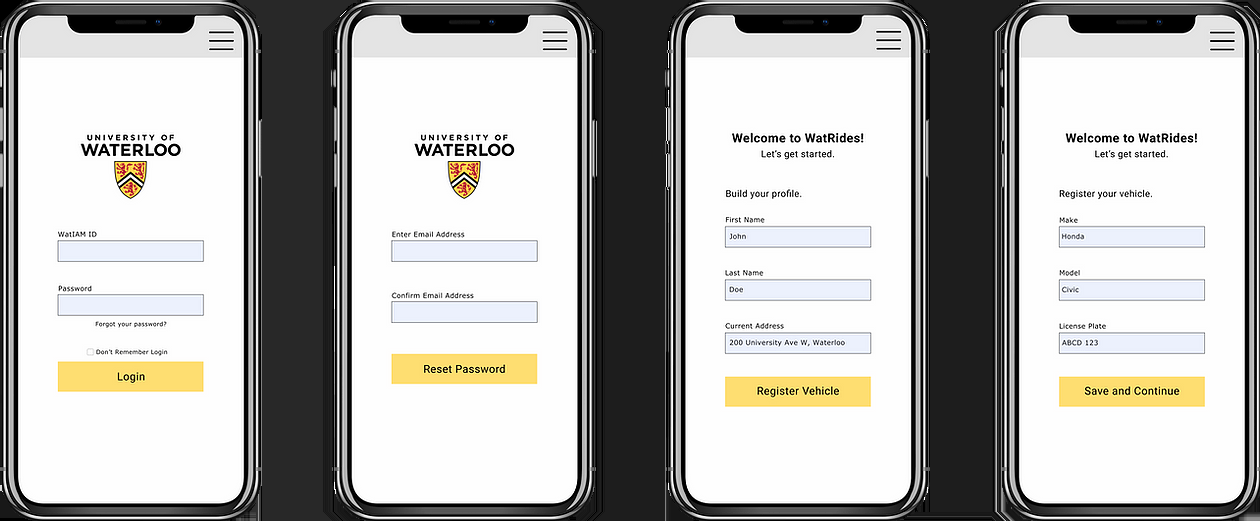 UNIVERSITY OF
WATERLOO
WatIAM ID
Password
Forgot your password?
Don't Remember Login
Login
UNIVERSITY OF
WATERLOO
Enter Email Address
Confirm Email Address
Reset Password
Welcome to WatRides!
Let's get started.
Build your profile.
First Name
John
Last Name
Doe
Current Address
200 University Ave W, Waterloo
Register Vehicle
Welcome to WatRides!
Let's get started.
Register your vehicle.
Make
Honda
Model
Civic
License Plate
ABCD 123
Save and Continue